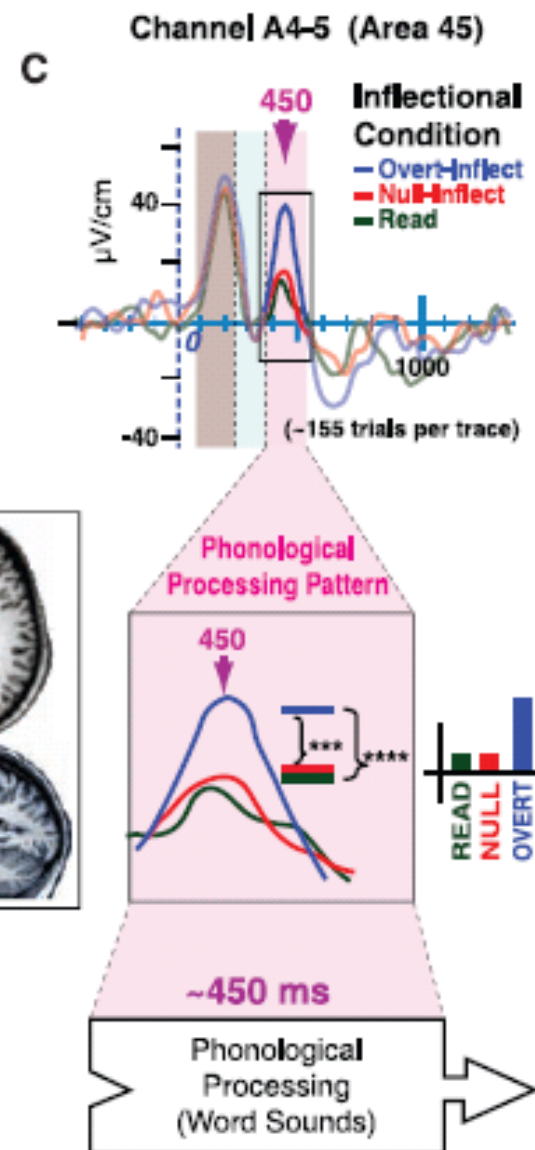 Channel A4-5 (Area 45)
C
450
Inflectional
Condition
Overt-Inflect
Null-Inflect
Read
µV/cm
40
0
1000
-40
(~155 trials per trace)
Phonological
Processing Pattern
450
***
****
READ
NULL
OVERT
~450 ms
Phonological
Processing
(Word Sounds)